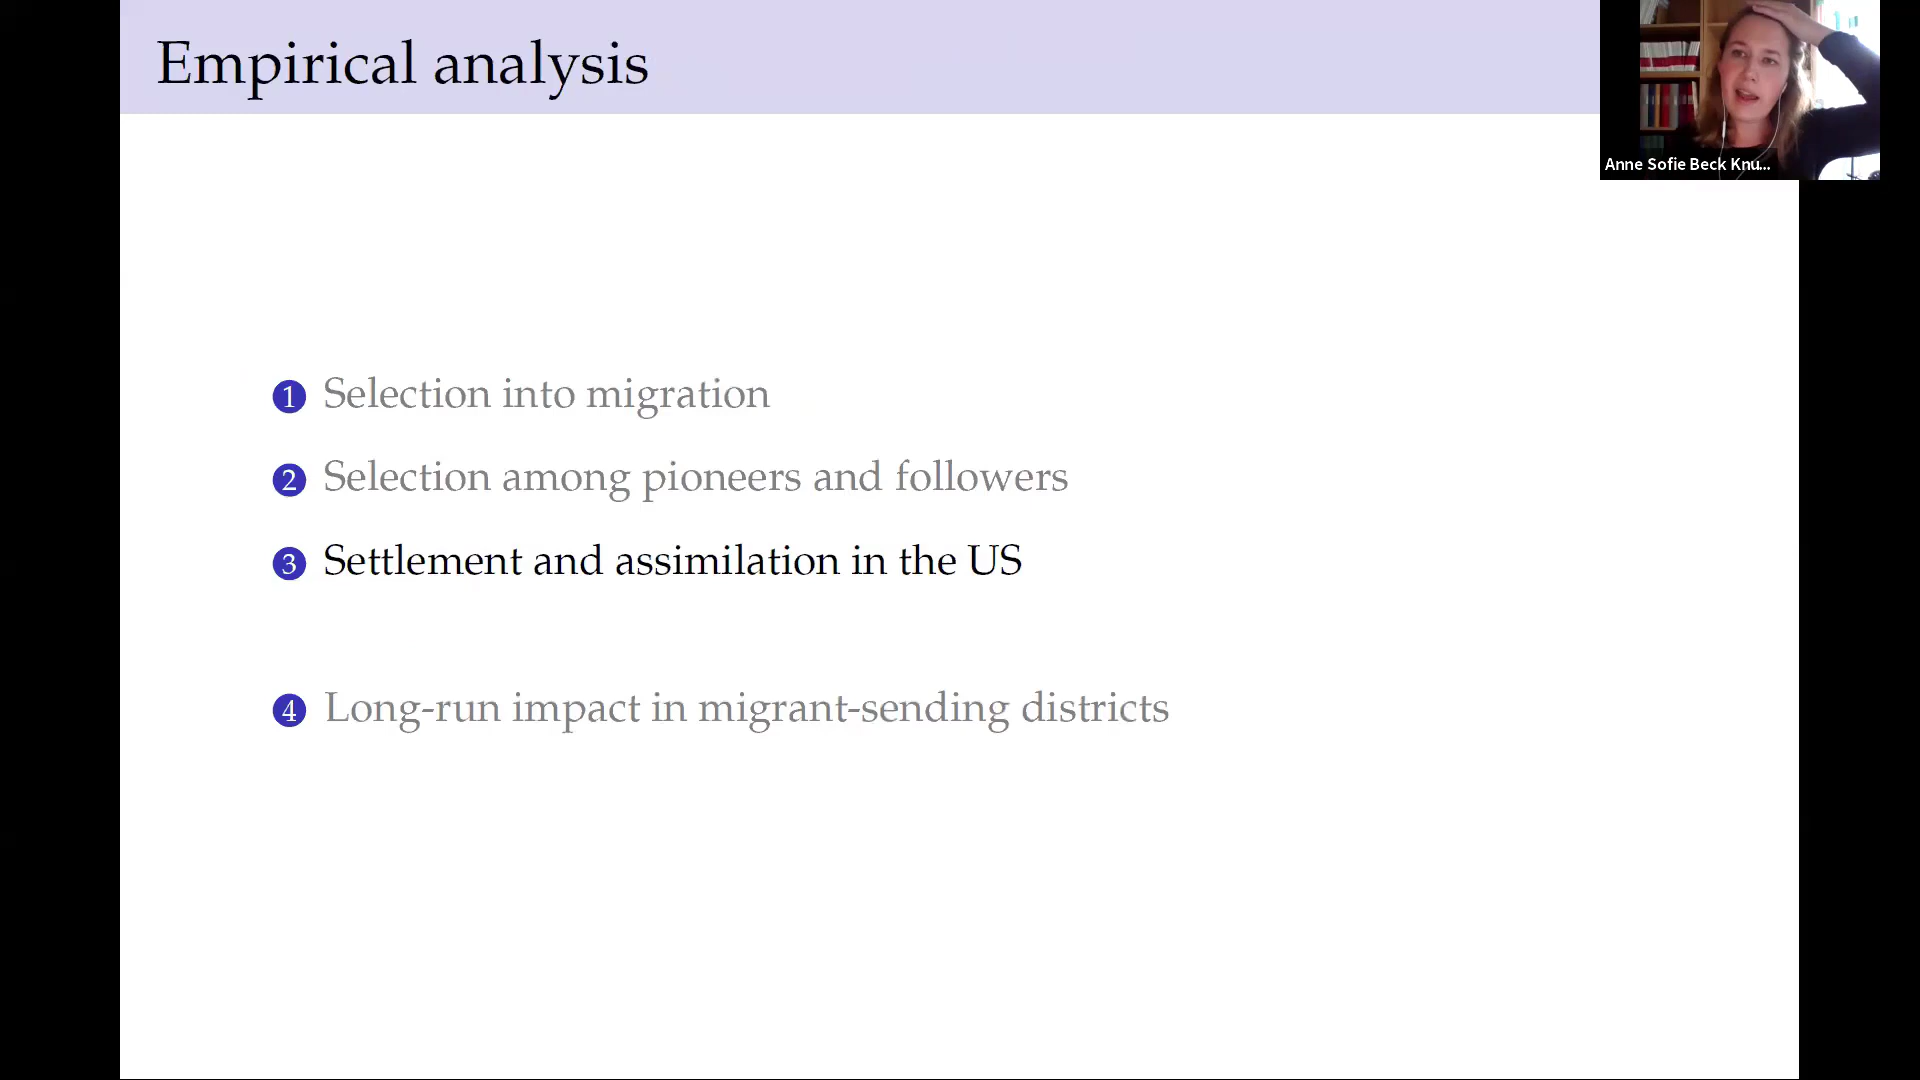 Empirical analysis
Anne Sofie Beck Knu...
1 Selection into migration
2 Selection among pioneers and followers
3 Settlement and assimilation in the US
4 Long-run impact in migrant-sending districts